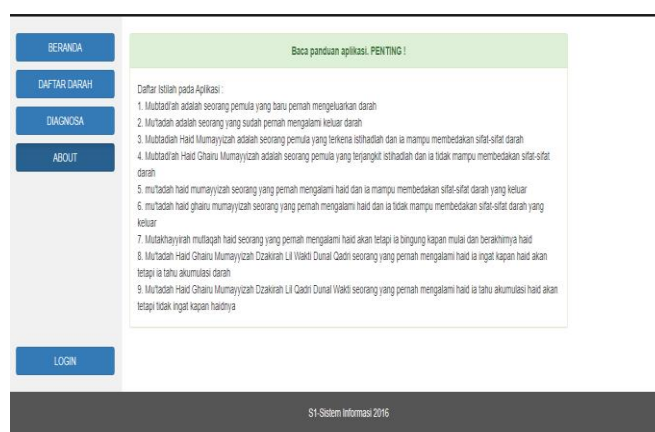 BERANDA
DAFTAR DARAH
DIAGNOSA
ABOUT
LOGIN
Baca panduan aplikasi. PENTING !
Daftar Istilah pada Aplikasi :
1. Mubtadi'ah adalah seorang pemula yang baru pernah mengeluarkan darah
2. Mu'tadah adalah seorang yang sudah pernah mengalami keluar darah
3. Mubtadiah Haid Mumayyizah adalah seorang pemula yang terkena istihadlah dan ia mampu membedakan sifat-sifat darah
4. Mubtadi'ah Haid Ghairu Mumayyizah adalah seorang pemula yang terjangkit istihadlah dan ia tidak mampu membedakan sifat-sifat
darah
5. mu'tadah haid mumayyizah seorang yang pernah mengalami haid dan ia mampu membedakan sifat-sifat darah yang keluar
6. mu'tadah haid ghairu mumayyizah seorang yang pernah mengalami haid dan ia tidak mampu membedakan sifat-sifat darah yang
keluar
7. Mutakhayyirah mutlaqah haid seorang yang pernah mengalami haid akan tetapi ia bingung kapan mulai dan berakhirnya haid
8. Mu'tadah Haid Ghairu Mumayyizah Dzakirah Lil Wakti Dunal Qadri seorang yang pernah mengalami haid ia ingat kapan haid akan
tetapi ia tahu akumulasi darah
9. Mu'tadah Haid Ghairu Mumayyizah Dzakirah Lil Qadri Dunal Wakti seorang yang pernah mengalami haid ia tahu akumulasi haid akan
tetapi tidak ingat kapan haidnya
S1-Sistem Informasi 2016